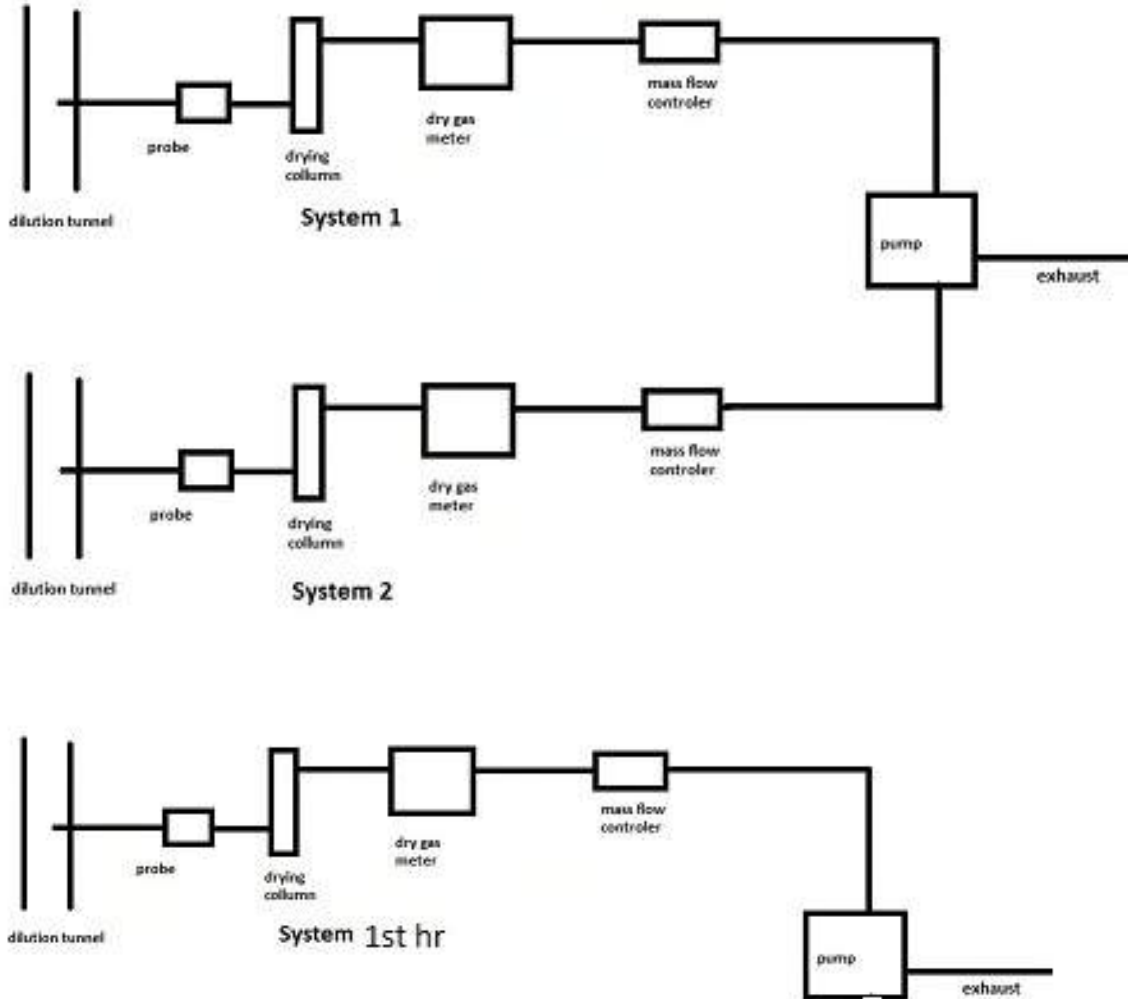 mass flow
controler
dry gas
meter
probe
drying
collumn
dilution tunnel
System 1
pump
exhaust
mass flow
controler
dry gas
meter
probe
drying
collumn
dilution tunnel
System 2
mass flow
controler
dry gas
meter
probe
drying
collumn
dilution tunnel
System 1st hr
pump
exhaust